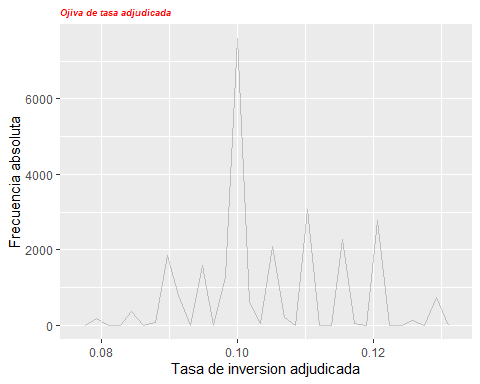 Ojiva de tasa adjudicada
Frecuencia absoluta
6000
4000
2000
0
0.08
0.10
0.12
Tasa de inversion adjudicada